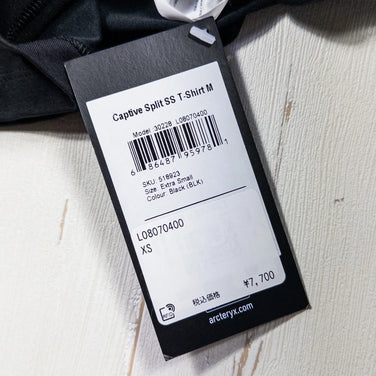 Captive Split SS T-Shirt M
Model 30228 L08070400
6 86487 95978 1
SKU: 518923
Size: Extra Small
Colour: Black (BLK)
L08070400
XS
¥7,700
税込価格
arcteryx.com